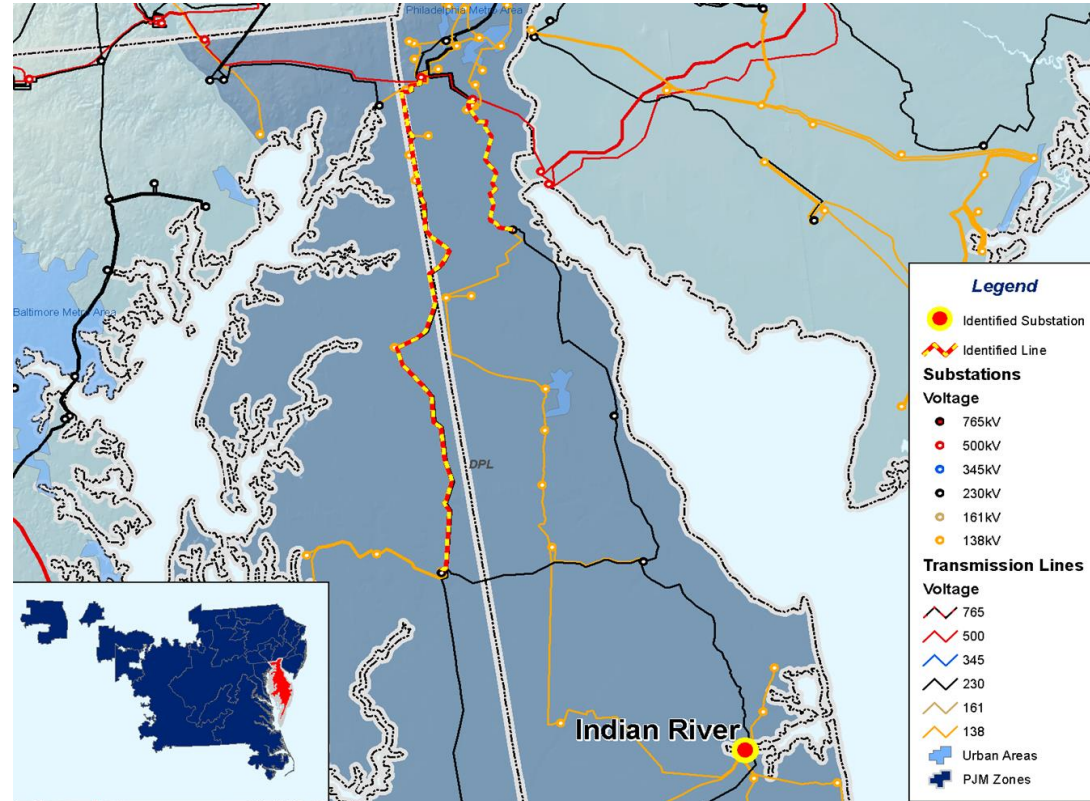 Philadelphia Metro Area
Baltimore Metro Area
DPL
Indian River
Legend
Identified Substation
Identified Line
Substations
Voltage
765kV
500kV
345kV
230kV
161kV
138kV
Transmission Lines
Voltage
765
500
345
230
161
138
Urban Areas
PJM Zones